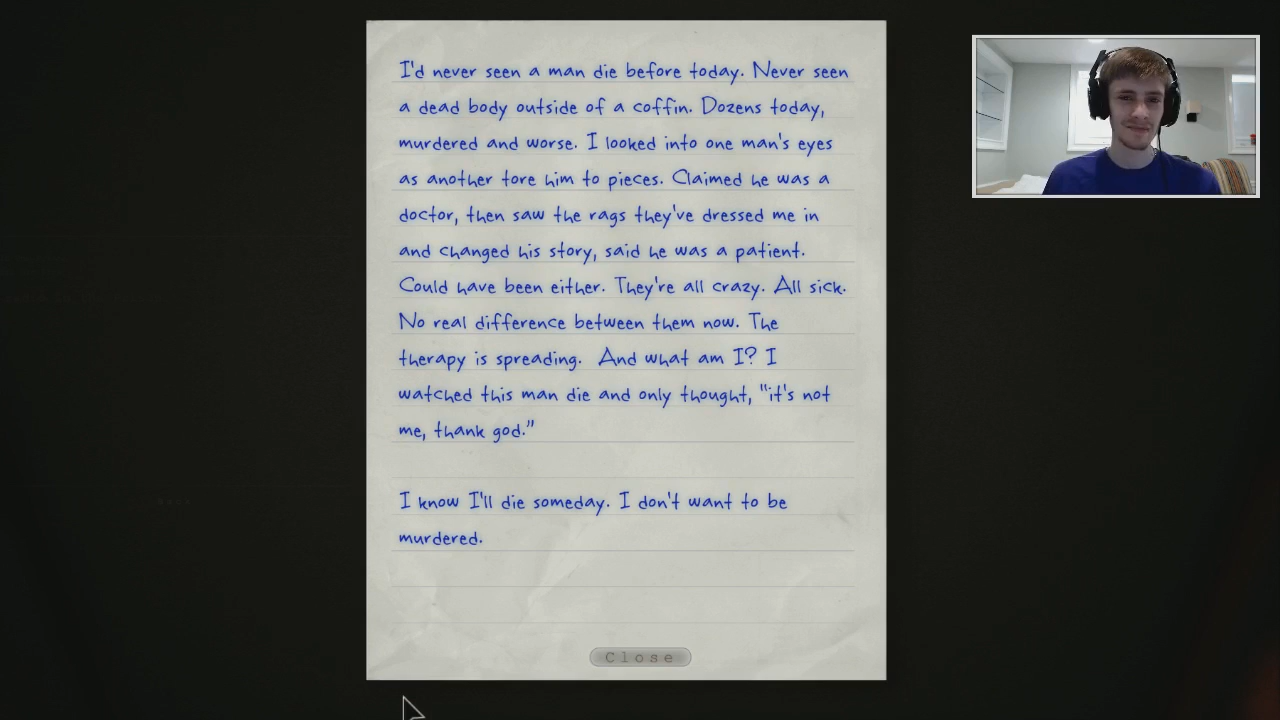 I'd never seen a man die before today. Never seen
a dead body outside of a coffin. Dozens today,
murdered and worse. I looked into one man's eyes
as another tore him to pieces. Claimed he was a
doctor, then saw the rags they've dressed me in
and changed his story, said he was a patient.
Could have been either. They're all crazy. All sick.
No real difference between them now. The
therapy is spreading.  And what am I? I
watched this man die and only thought, "it's not
me, thank god."
I know I'll die someday. I don't want to be
murdered.
Close